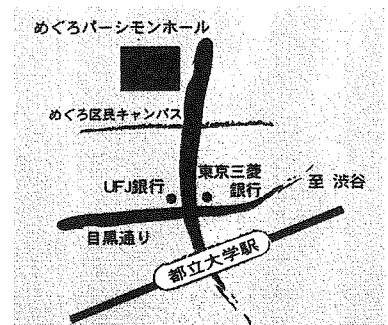 めぐろパーシモンホール
めぐろ区民キャンパス
東京三菱
銀行
UFJ銀行
至 渋谷
目黒通り
都立大学駅